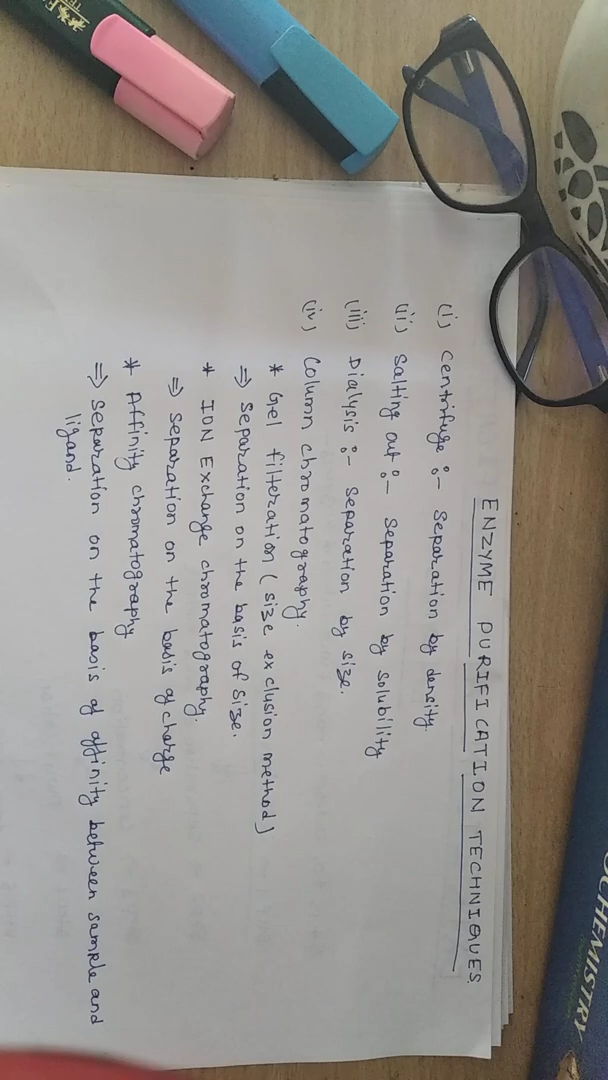 ENZYME PURIFICATION TECHNIQUES.
(i) Centrifuge :- Separation by density.
(ii) Salting out :- Separation by solubility
(iii) Dialysis :- Separation by size.
(iv) Column chromatography.
* Gel filteration (size exclusion method)
⇒ Separation on the basis of size.
* ION Exchange chromatography.
⇒ Separation on the basis of charge
* Affinity chromatography
⇒ Separation on the basis of affinity between sample and
ligand.
CHEMISTRY